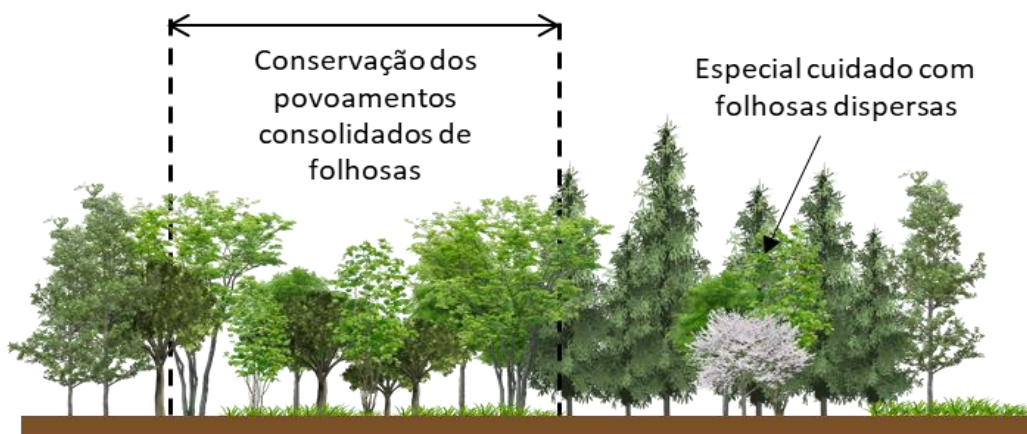 Conservação dos
povoamentos
consolidados de
folhosas
Especial cuidado com
folhosas dispersas